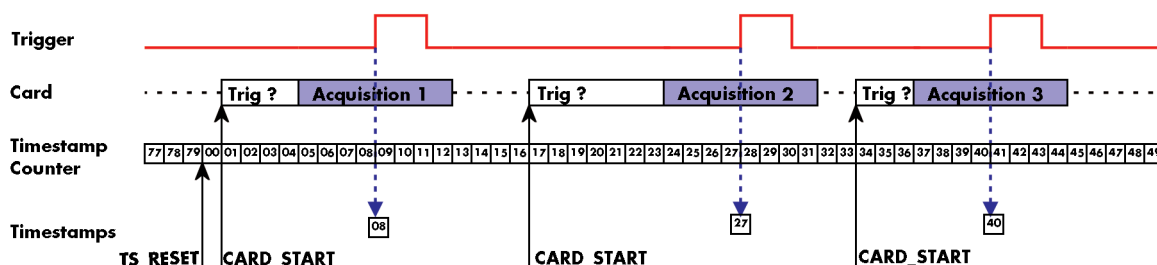 Trigger
Card
Trig ? Acquisition 1 Trig ? Acquisition 2 Trig ? Acquisition 3
Timestamp
Counter
77 78 79 00 01 02 03 04 05 06 07 08 09 10 11 12 13 14 15 16 17 18 19 20 21 22 23 24 25 26 27 28 29 30 31 32 33 34 35 36 37 38 39 40 41 42 43 44 45 46 47 48 49
Timestamps
08 27 40
TS_RESET CARD_START CARD_START CARD_START